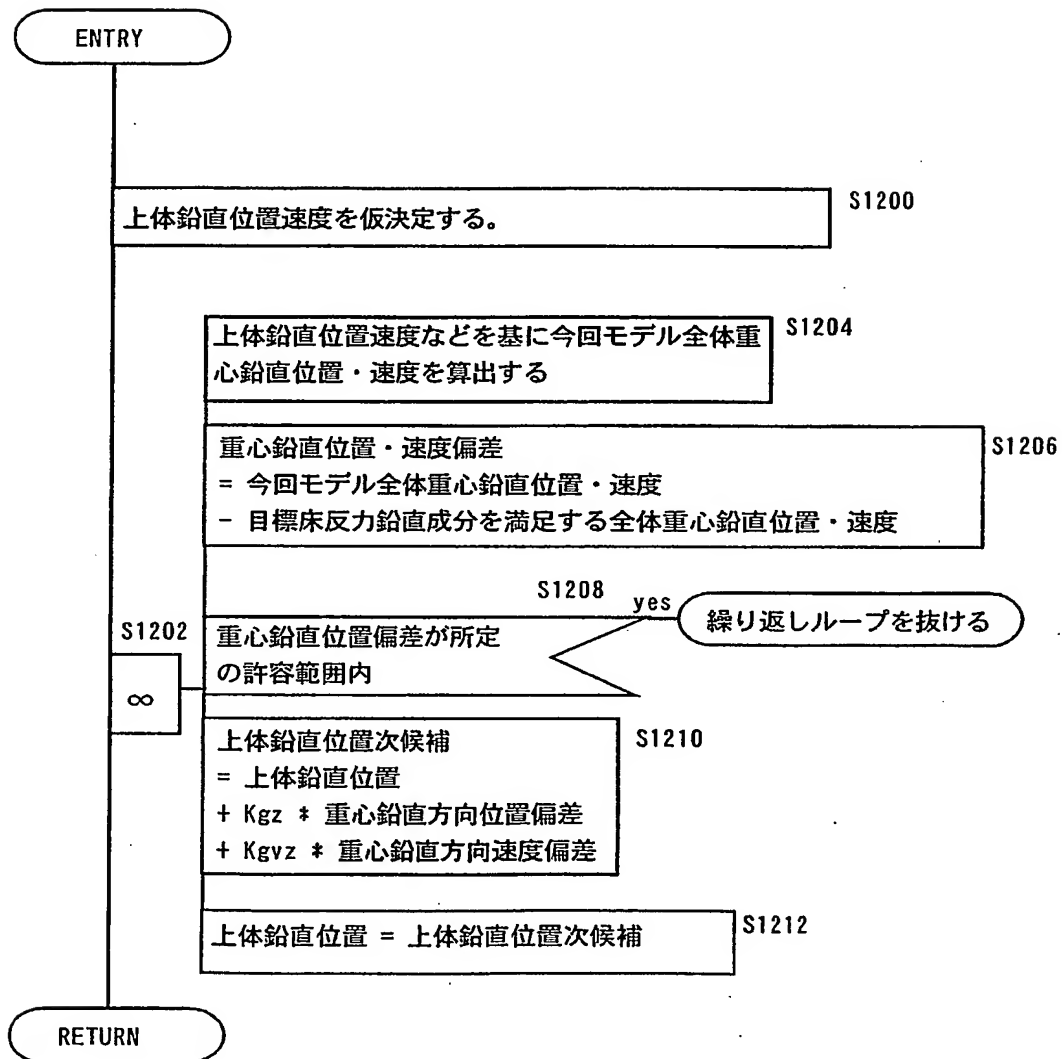 ENTRY
S1200
上体鉛直位置速度を仮決定する。
S1204
上体鉛直位置速度などを基に今回モデル全体重
心鉛直位置・速度を算出する
S1206
重心鉛直位置・速度偏差
= 今回モデル全体重心鉛直位置・速度
- 目標床反力鉛直成分を満足する全体重心鉛直位置・速度
S1208
yes
繰り返しループを抜ける
S1202
重心鉛直位置偏差が所定
の許容範囲内
∞
S1210
上体鉛直位置次候補
= 上体鉛直位置
+ Kgz * 重心鉛直方向位置偏差
+ Kgvz * 重心鉛直方向速度偏差
S1212
上体鉛直位置 = 上体鉛直位置次候補
RETURN